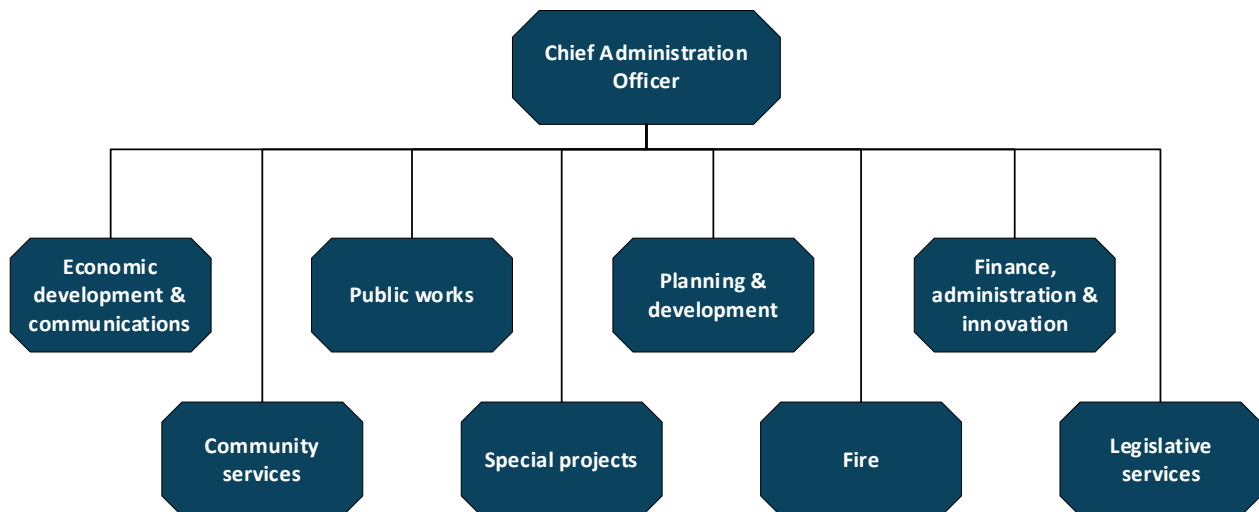 Chief Administration
Officer
Economic
development &
communications
Public works
Planning &
development
Finance,
administration &
innovation
Community
services
Special projects
Fire
Legislative
services